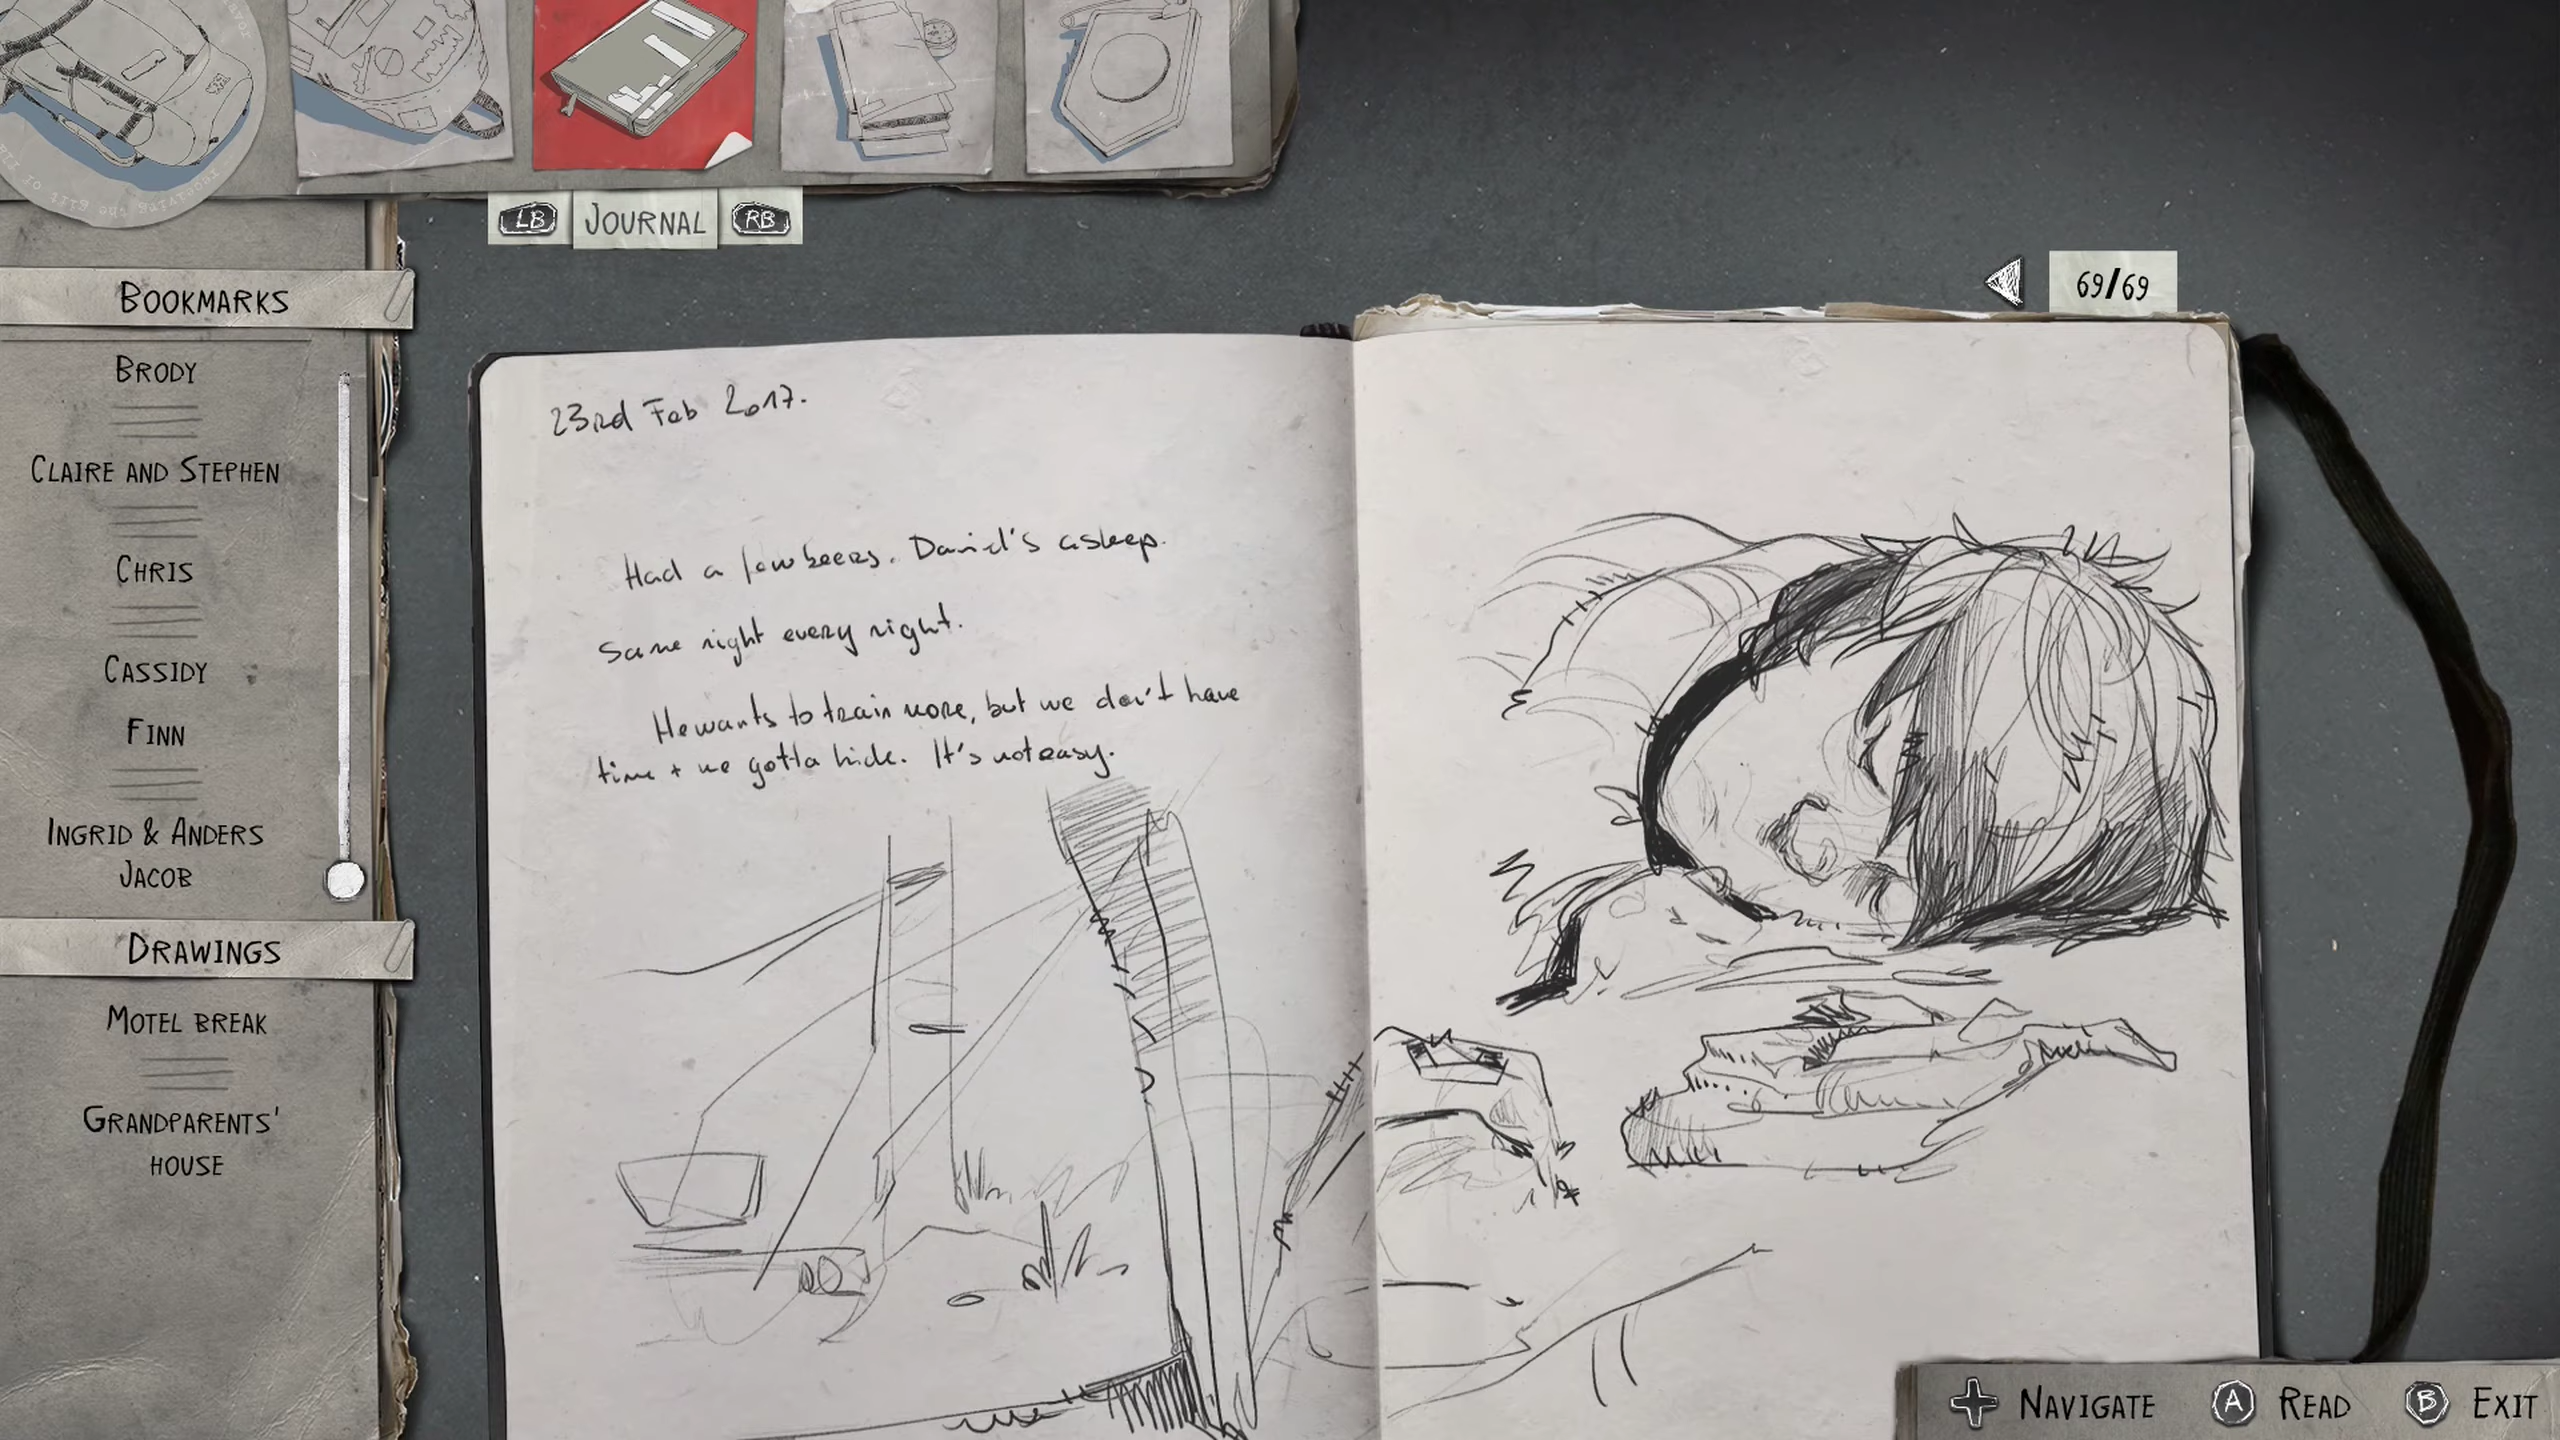 LB JOURNAL RB
69/69
BOOKMARKS
BRODY
CLAIRE AND STEPHEN
CHRIS
CASSIDY
FINN
INGRID & ANDERS
JACOB
DRAWINGS
MOTEL BREAK
GRANDPARENTS'
HOUSE
23rd Feb 2017.
Had a few beers. Daniel's asleep.
Same night every night.
He wants to train more, but we don't have
time + we gotta hide. It's not easy.
NAVIGATE A READ B EXIT